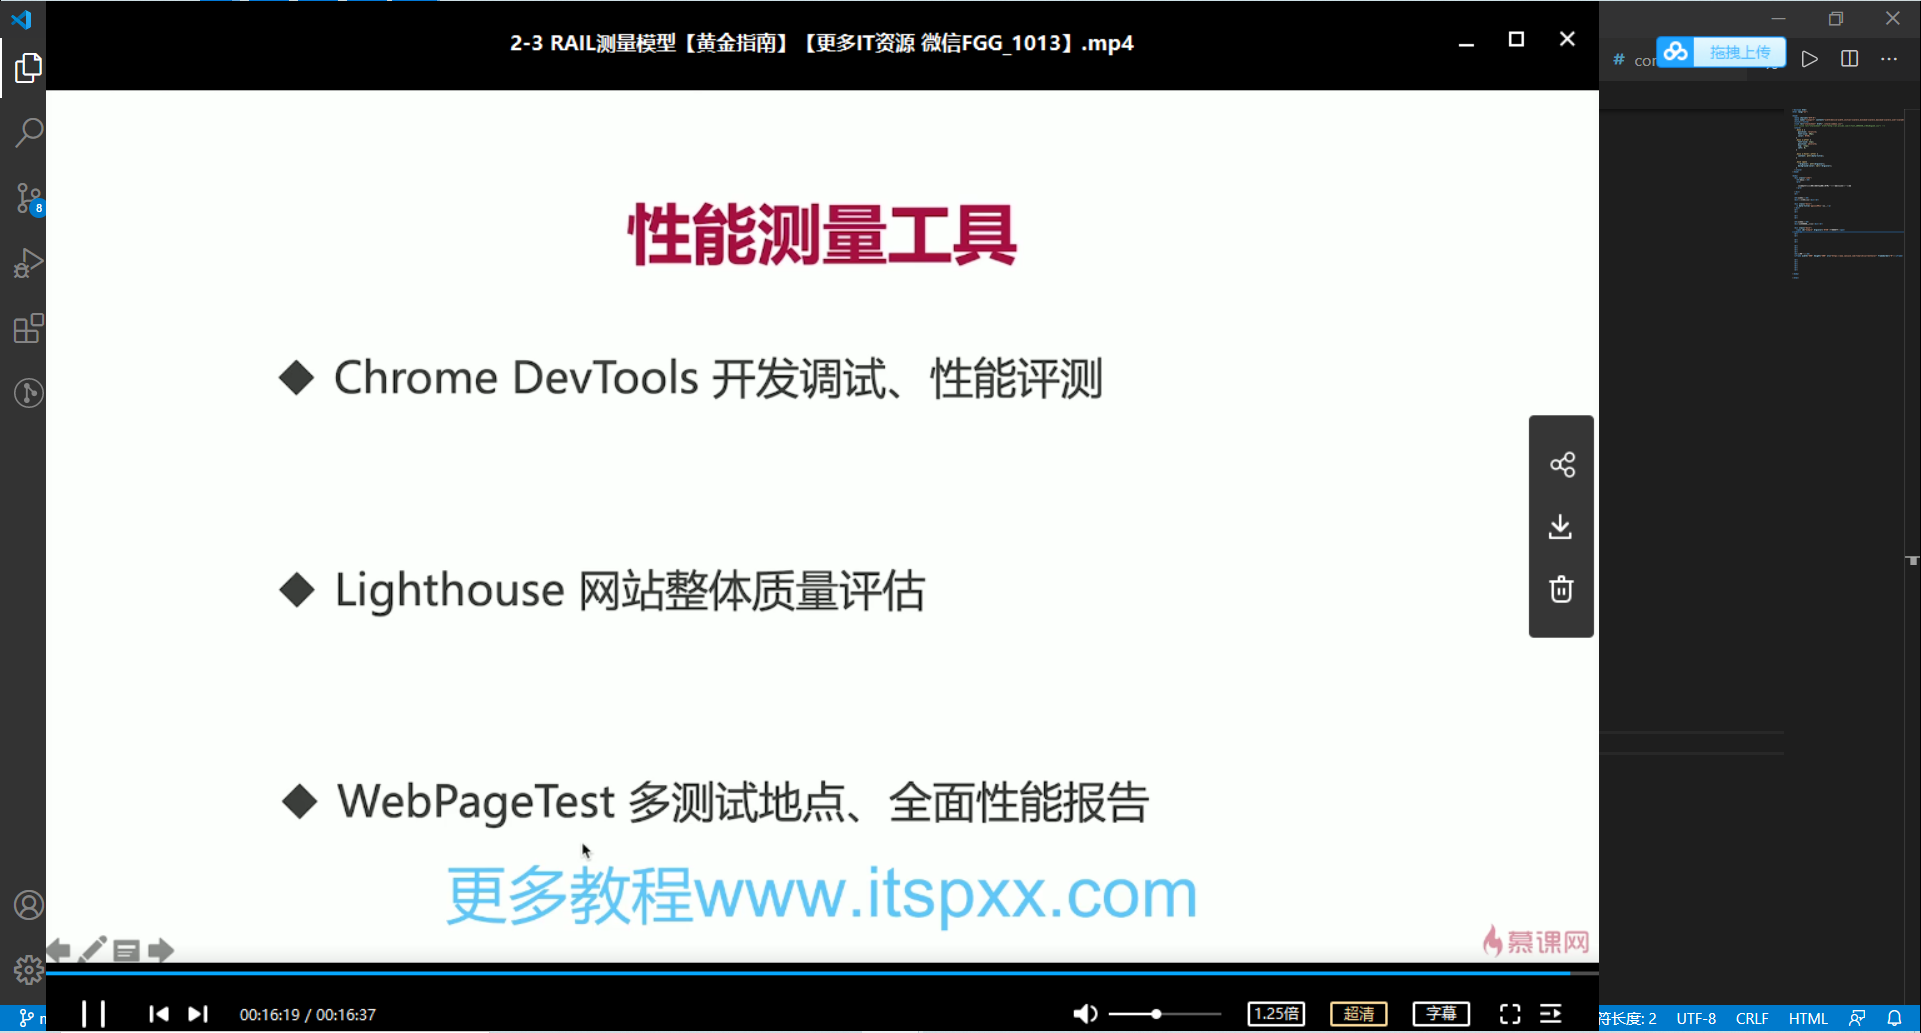 2-3 RAIL测量模型【黄金指南】【更多IT资源 微信FGG_1013】.mp4
# cor
拖拽上传
8
性能测量工具
◆ Chrome DevTools 开发调试、性能评测
◆ Lighthouse 网站整体质量评估
◆ WebPageTest 多测试地点、全面性能报告
更多教程www.itspxx.com
慕课网
00:16:19 / 00:16:37
1.25倍
超清
字幕
符长度: 2
UTF-8
CRLF
HTML